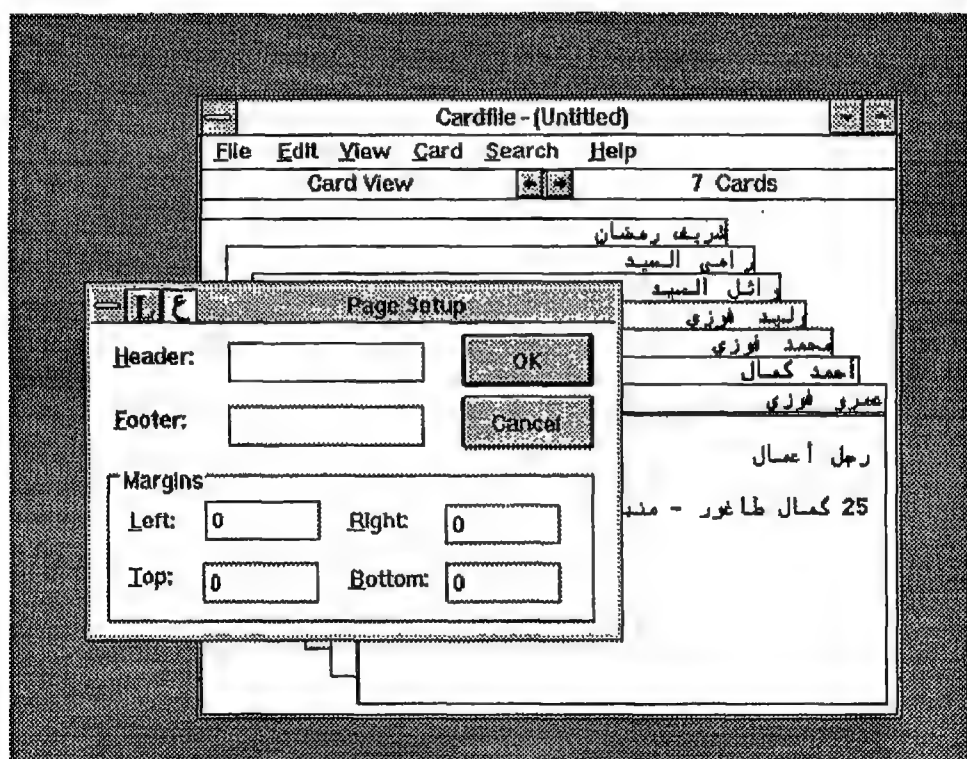 Cardfile - (Untitled)
File Edit View Card Search Help
Card View 7 Cards
شريف رمضان
رامي السيد
وائل السيد
وليد فوزي
محمد فوزي
أحمد كمال
عمرو فوزي
رجل أعمال
25 كمال طاغور -
L ع Page Setup
Header: OK
Footer: Cancel
Margins
Left: 0 Right: 0
Top: 0 Bottom: 0